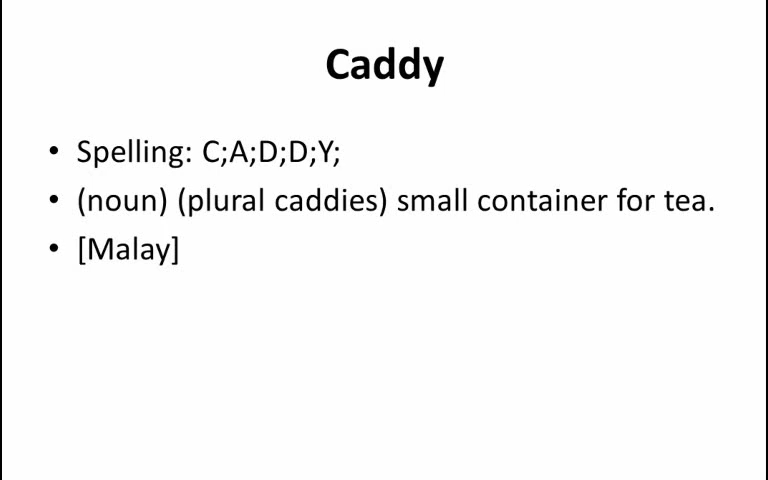 Caddy
• Spelling: C;A;D;D;Y;
• (noun) (plural caddies) small container for tea.
• [Malay]